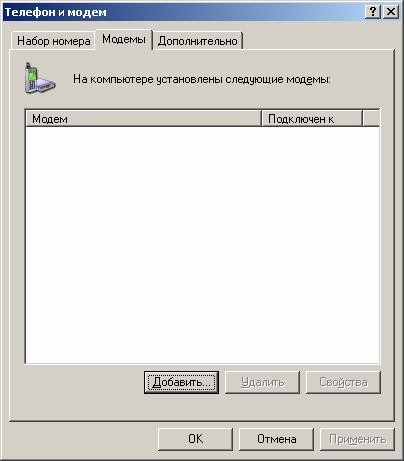 Телефон и модем
Набор номера Модемы Дополнительно
На компьютере установлены следующие модемы:
Модем Подключен к
Добавить... Удалить Свойства
OK Отмена Применить